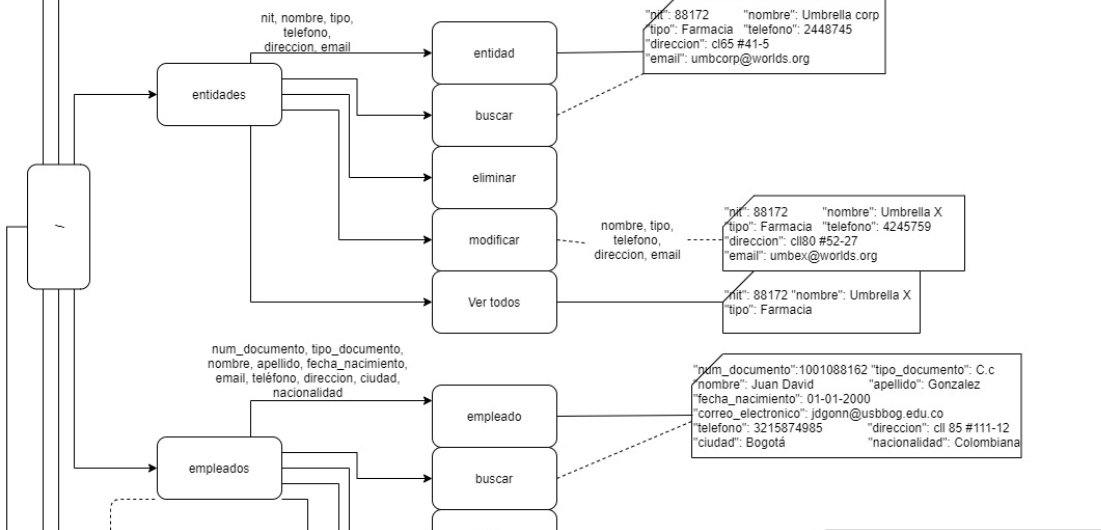 nit, nombre, tipo,
telefono,
direccion, email
entidad
"nit": 88172 "nombre": Umbrella corp
"tipo": Farmacia "telefono": 2448745
"direccion": cl65 #41-5
"email": umbcorp@worlds.org
entidades
buscar
eliminar
/
modificar
nombre, tipo,
telefono,
direccion, email
"nit": 88172 "nombre": Umbrella X
"tipo": Farmacia "telefono": 4245759
"direccion": cll80 #52-27
"email": umbex@worlds.org
Ver todos
"nit": 88172 "nombre": Umbrella X
"tipo": Farmacia
num_documento, tipo_documento,
nombre, apellido, fecha_nacimiento,
email, teléfono, direccion, ciudad,
nacionalidad
empleado
"num_documento":1001088162 "tipo_documento": C.c
"nombre": Juan David "apellido": Gonzalez
"fecha_nacimiento": 01-01-2000
"correo_electronico": jdgonn@usbbog.edu.co
"telefono": 3215874985 "direccion": cll 85 #111-12
"ciudad": Bogotá "nacionalidad": Colombiana
empleados
buscar